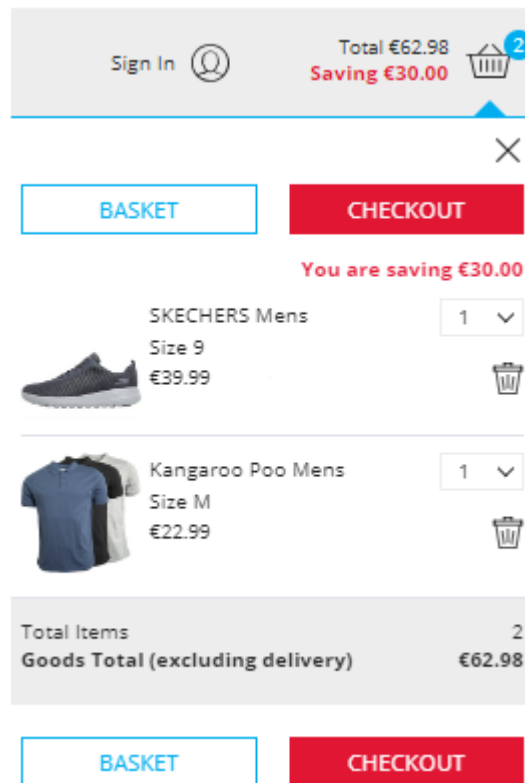 Sign In
Total €62.98
Saving €30.00
2
BASKET
CHECKOUT
You are saving €30.00
SKECHERS Mens
1
Size 9
€39.99
Kangaroo Poo Mens
1
Size M
€22.99
Total Items 2
Goods Total (excluding delivery) €62.98
BASKET
CHECKOUT